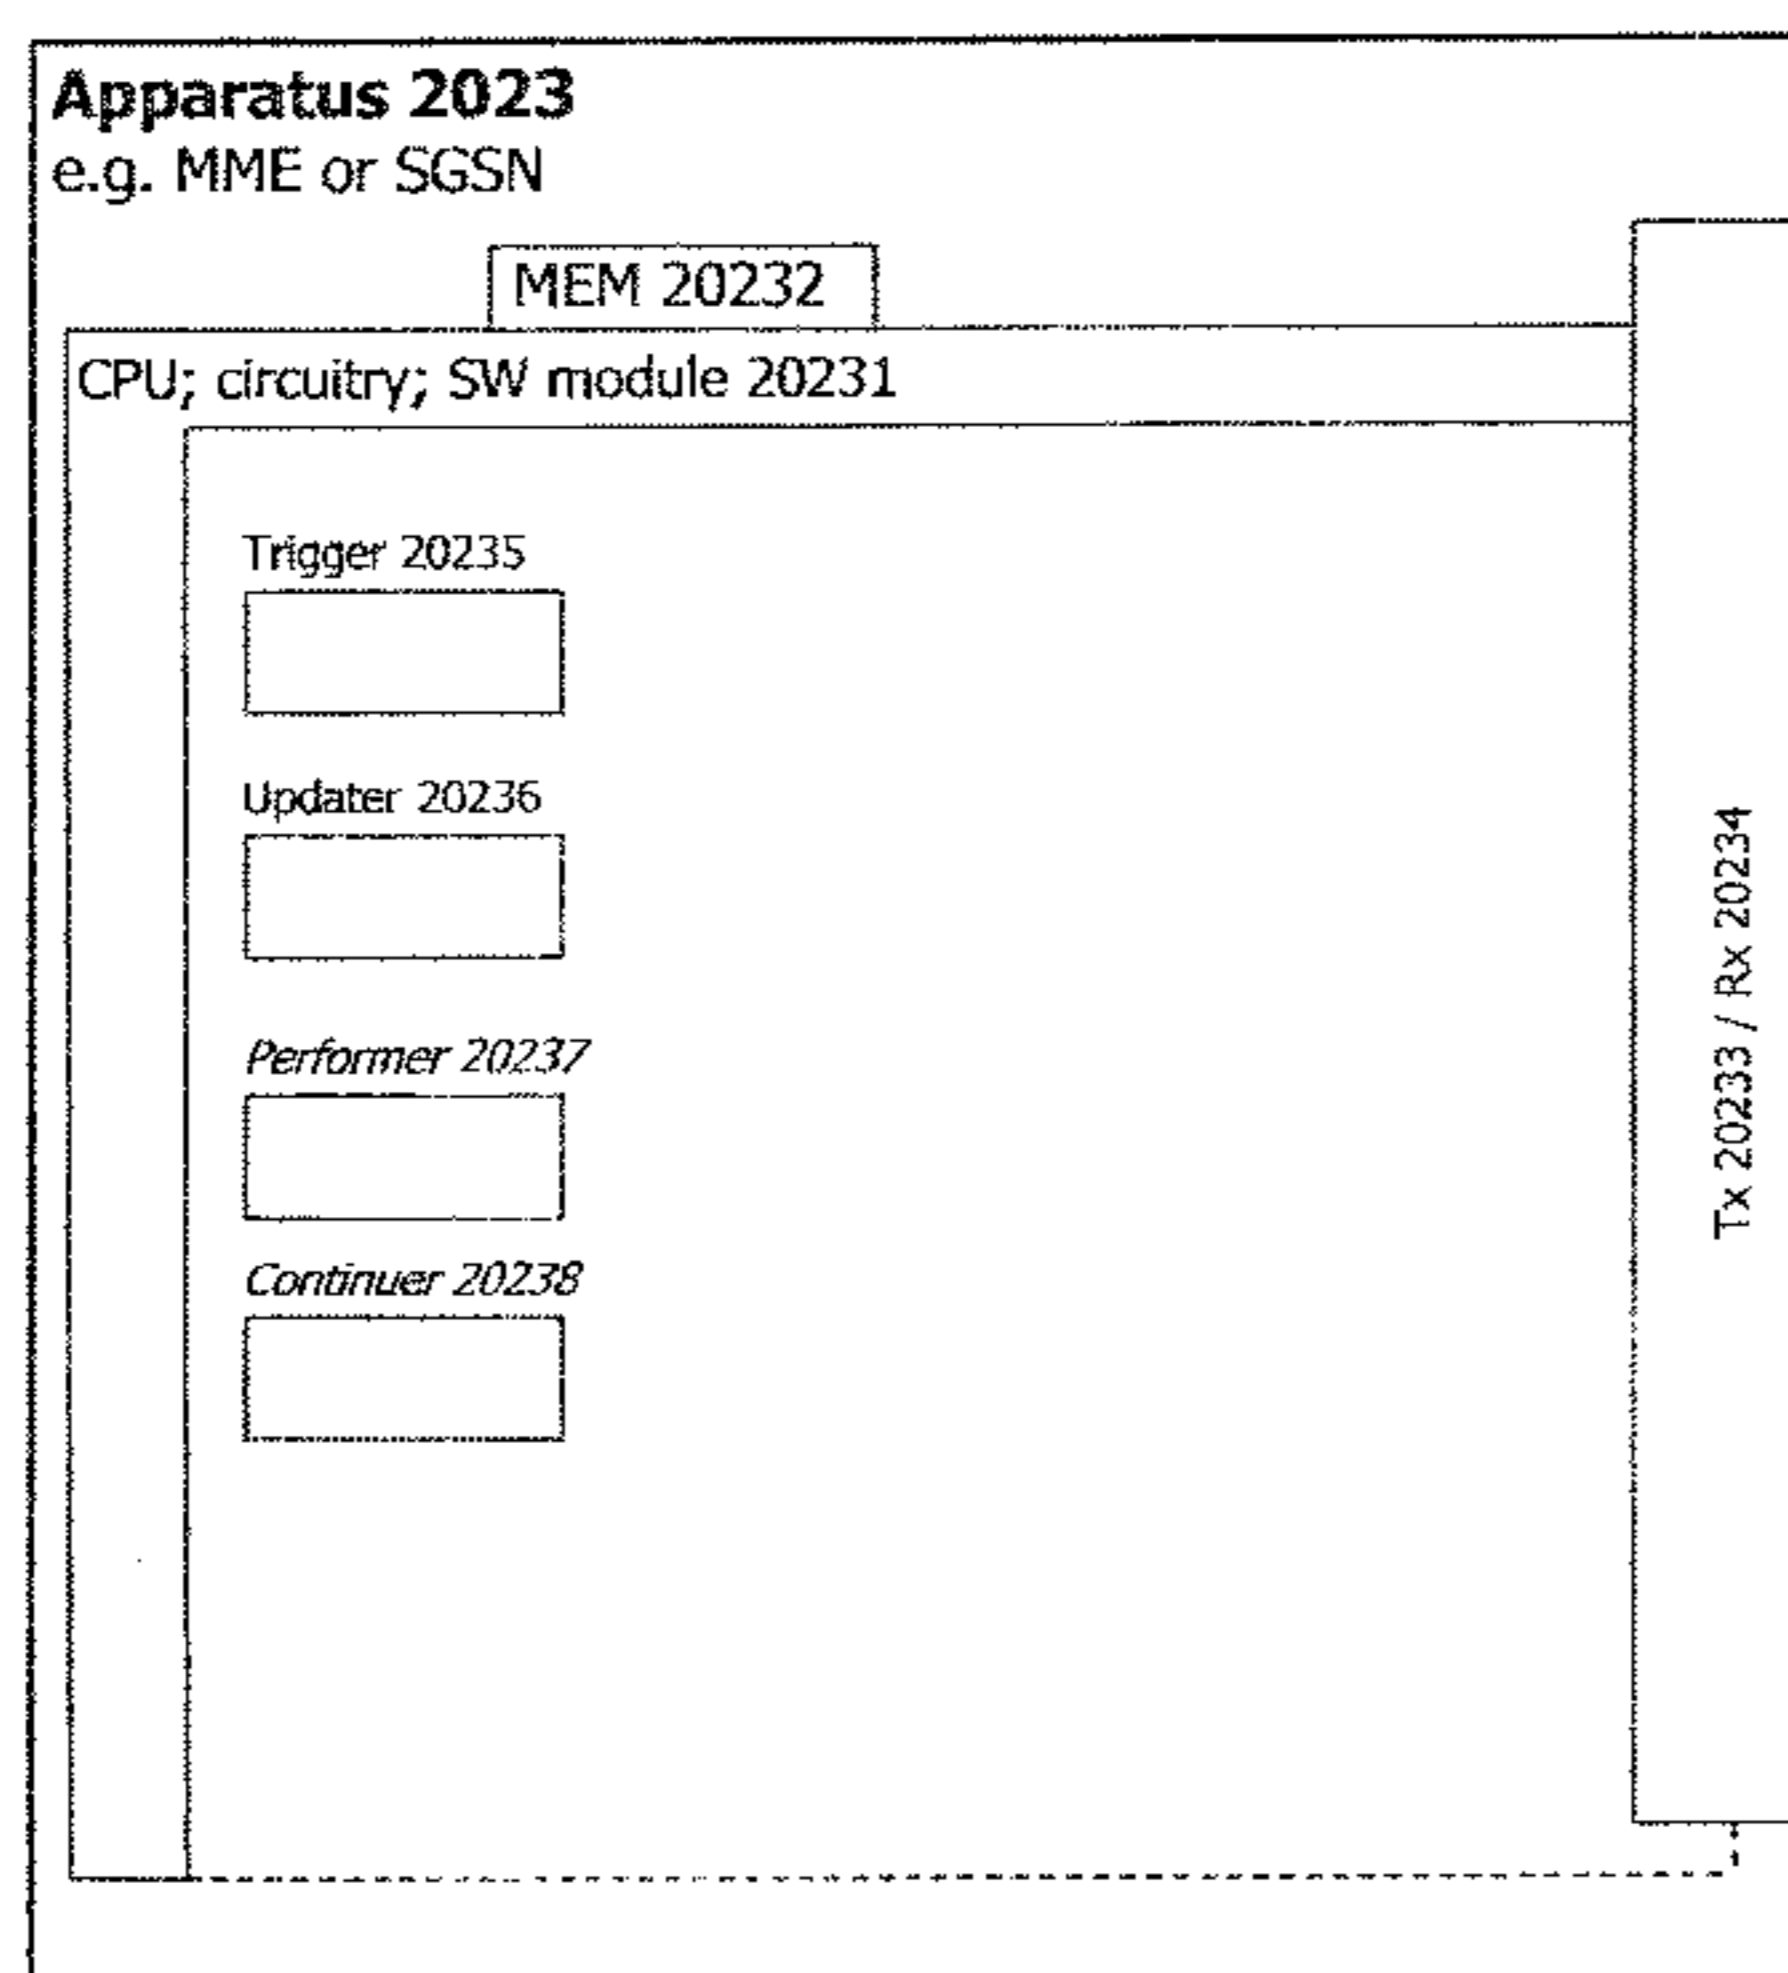 Apparatus 2023
e.g. MME or SGSN
MEM 20232
CPU; circuitry; SW module 20231
Trigger 20235
Updater 20236
Performer 20237
Continuer 20238
Tx 20233 / Rx 20234